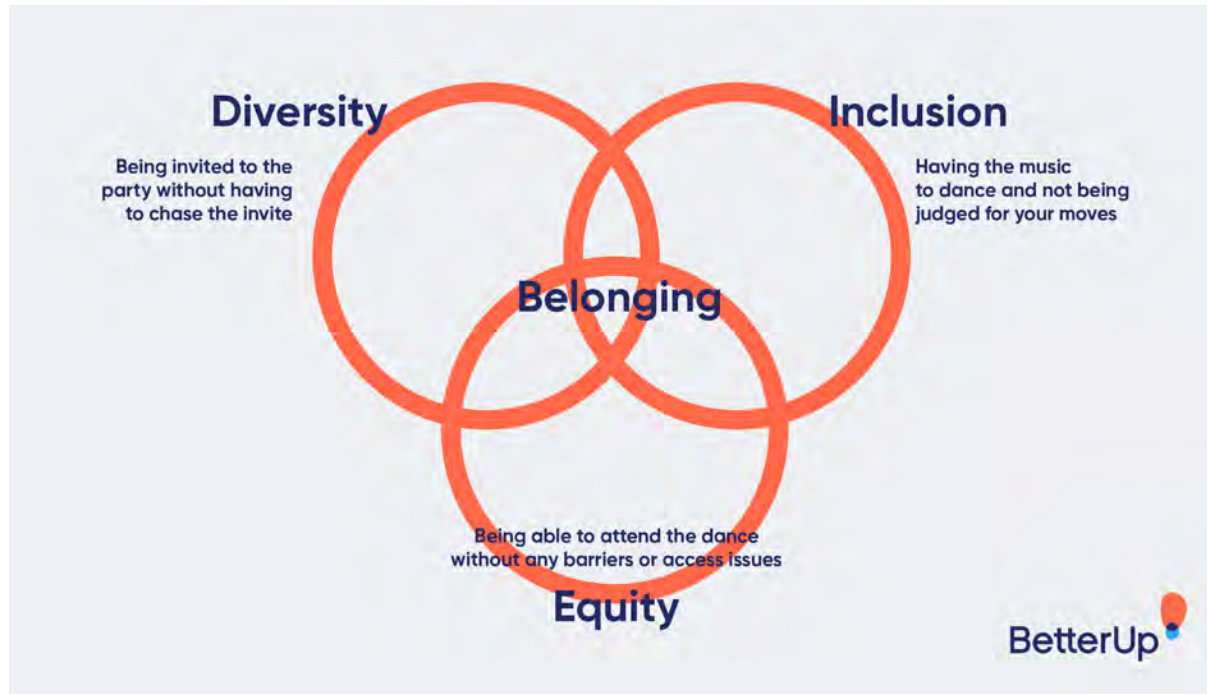 Diversity
Being invited to the
party without having
to chase the invite
Inclusion
Having the music
to dance and not being
judged for your moves
Belonging
Being able to attend the dance
without any barriers or access issues
Equity
BetterUp